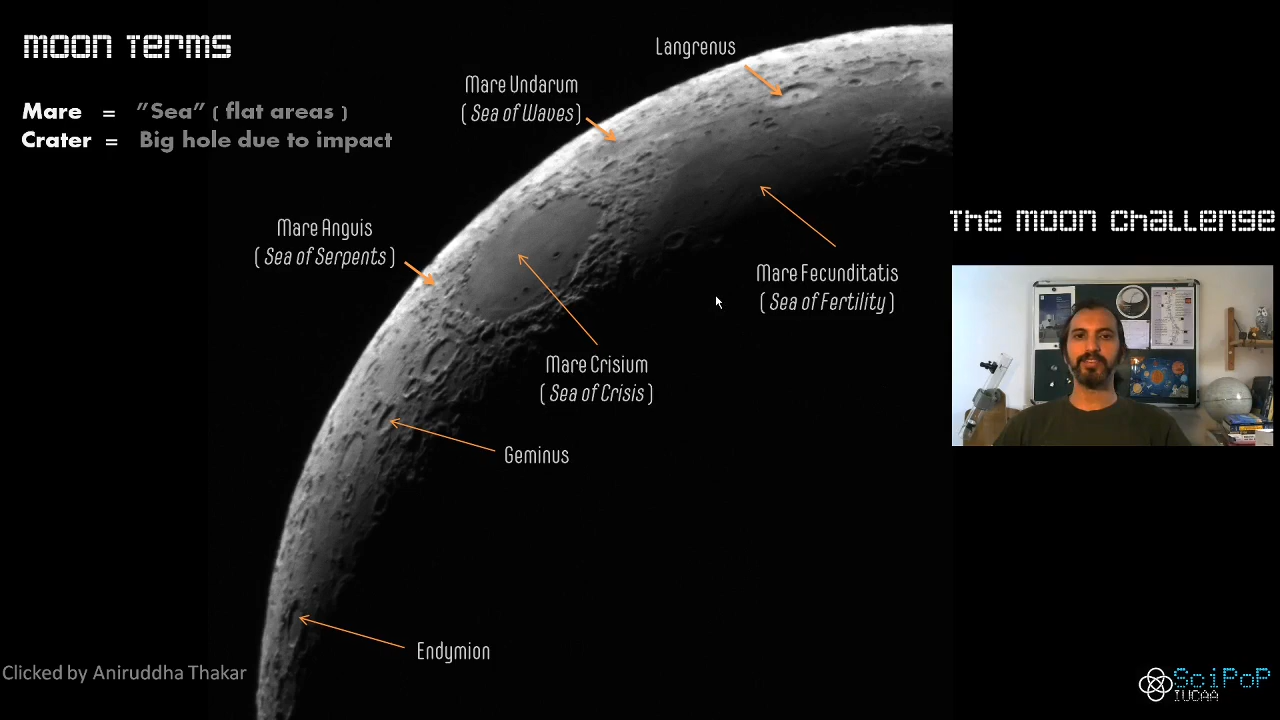 Moon Terms
Mare = "Sea" ( flat areas )
Crater = Big hole due to impact
Langrenus
Mare Undarum
( Sea of Waves )
Mare Anguis
( Sea of Serpents )
Mare Fecunditatis
( Sea of Fertility )
Mare Crisium
( Sea of Crisis )
Geminus
Endymion
Clicked by Aniruddha Thakar
The Moon Challenge
SciPoP
IUCAA